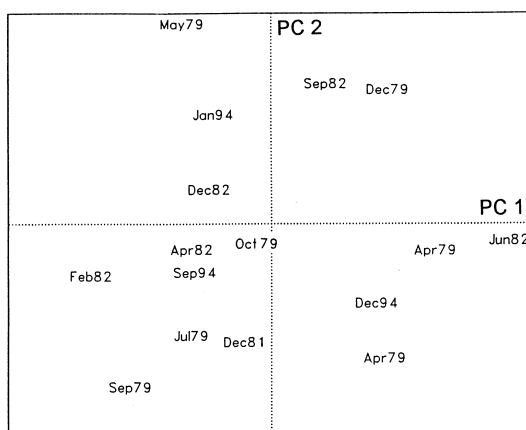 May79
PC 2
Sep82
Dec79
Jan94
Dec82
PC 1
Oct79
Jun82
Apr82
Apr79
Feb82
Sep94
Dec94
Jul79
Dec81
Apr79
Sep79